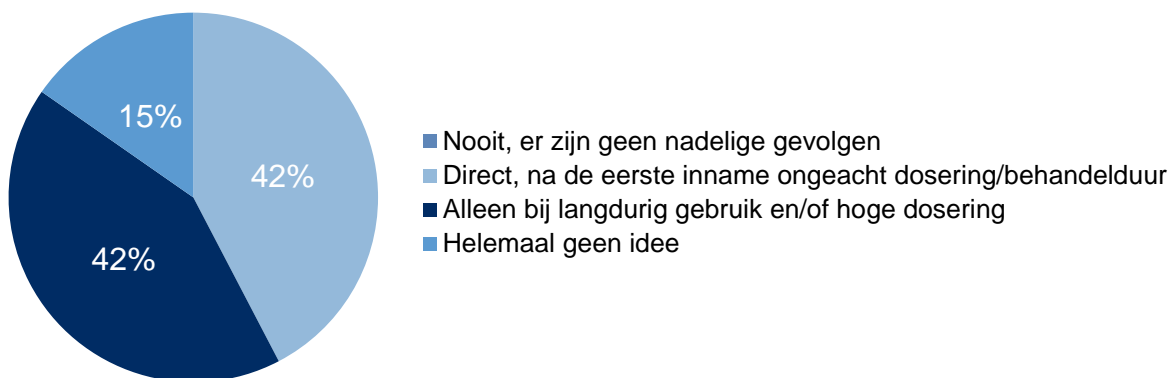 15%
42%
42%
Nooit, er zijn geen nadelige gevolgen
Direct, na de eerste inname ongeacht dosering/behandelduur
Alleen bij langdurig gebruik en/of hoge dosering
Helemaal geen idee